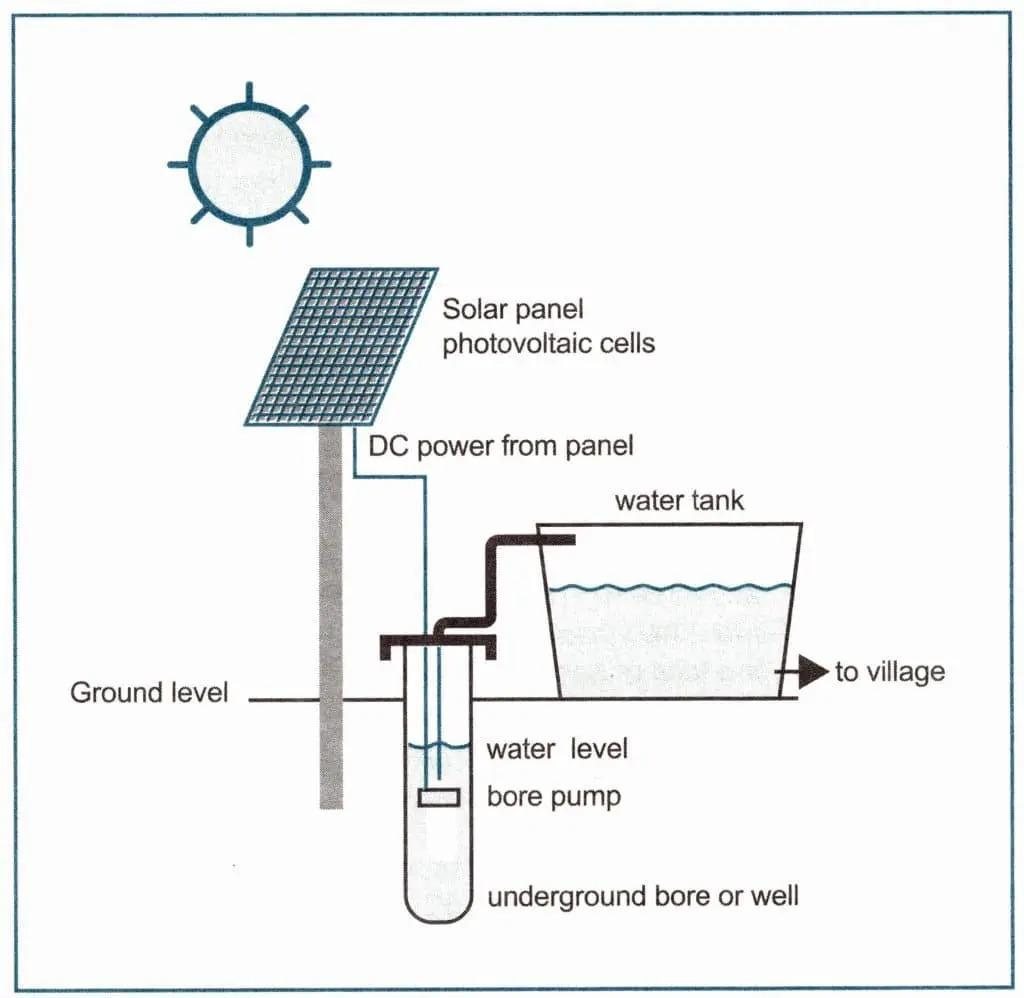 Solar panel
photovoltaic cells
DC power from panel
water tank
to village
Ground level
water level
bore pump
underground bore or well